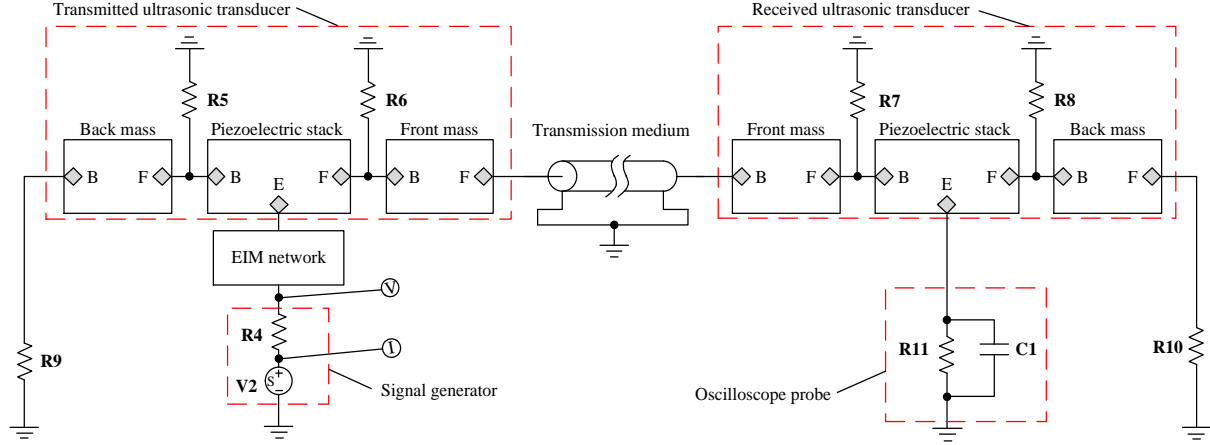 Transmitted ultrasonic transducer
Received ultrasonic transducer
R5
R6
R7
R8
Back mass
Piezoelectric stack
Front mass
Transmission medium
Front mass
Piezoelectric stack
Back mass
B
F
B
F
B
F
B
F
B
F
B
F
E
E
EIM network
V
R4
I
R9
V2
S
+
−
Signal generator
R11
C1
R10
Oscilloscope probe